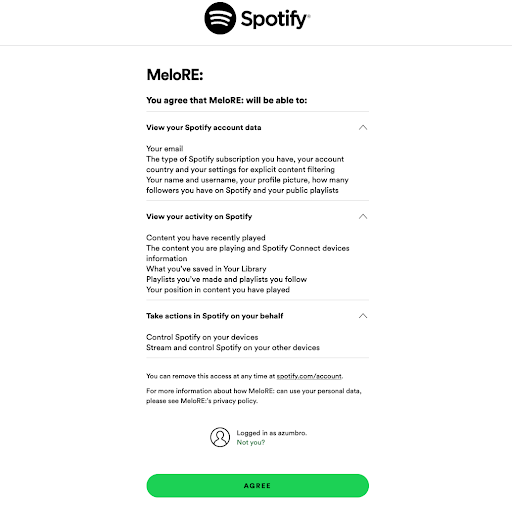 Spotify®
MeloRE:
You agree that MeloRE: will be able to:
View your Spotify account data
Your email
The type of Spotify subscription you have, your account
country and your settings for explicit content filtering
Your name and username, your profile picture, how many
followers you have on Spotify and your public playlists
View your activity on Spotify
Content you have recently played
The content you are playing and Spotify Connect devices
information
What you've saved in Your Library
Playlists you've made and playlists you follow
Your position in content you have played
Take actions in Spotify on your behalf
Control Spotify on your devices
Stream and control Spotify on your other devices
You can remove this access at any time at spotify.com/account.
For more information about how MeloRE: can use your personal data,
please see MeloRE:'s privacy policy.
Logged in as azumbro.
Not you?
AGREE